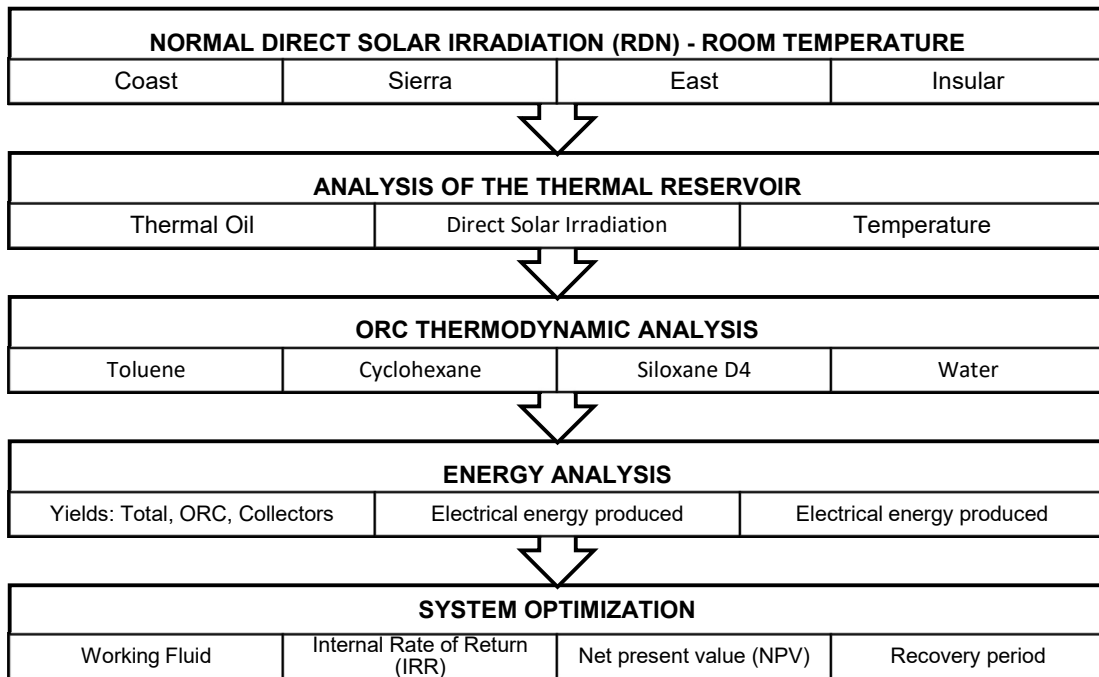 NORMAL DIRECT SOLAR IRRADIATION (RDN) - ROOM TEMPERATURE
Coast
Sierra
East
Insular
ANALYSIS OF THE THERMAL RESERVOIR
Thermal Oil
Direct Solar Irradiation
Temperature
ORC THERMODYNAMIC ANALYSIS
Toluene
Cyclohexane
Siloxane D4
Water
ENERGY ANALYSIS
Yields: Total, ORC, Collectors
Electrical energy produced
Electrical energy produced
SYSTEM OPTIMIZATION
Working Fluid
Internal Rate of Return
(IRR)
Net present value (NPV)
Recovery period